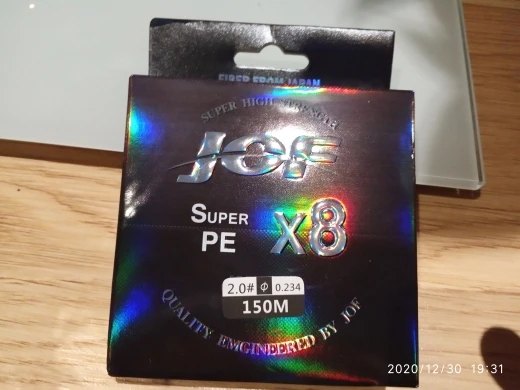 FIBER FROM JAPAN
SUPER HIGH STRENGTH
JOF
SUPER
PE
X8
2.0# ϕ 0.234
150M
QUALITY EMGINEERED BY JOF
2020/12/30 19:31